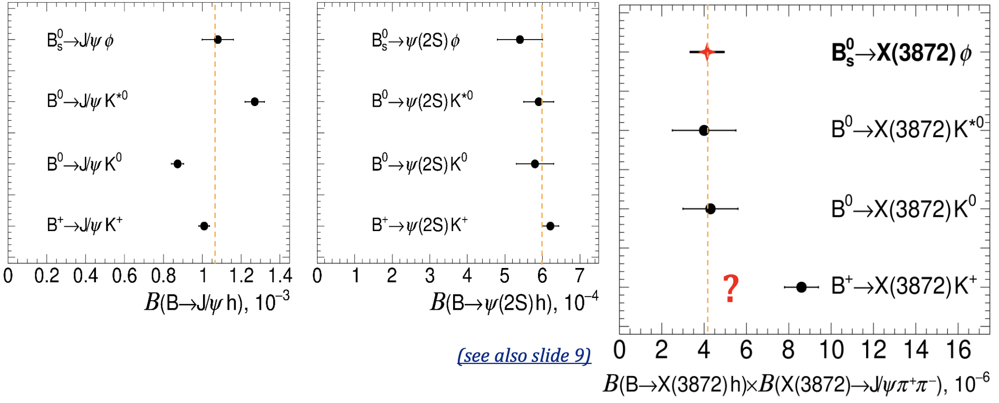 B⁰ₛ→J/ψ ϕ
B⁰→J/ψ K*⁰
B⁰→J/ψ K⁰
B⁺→J/ψ K⁺
0 0.2 0.4 0.6 0.8 1 1.2 1.4
B(B→J/ψ h), 10⁻³
B⁰ₛ→ψ(2S) ϕ
B⁰→ψ(2S) K*⁰
B⁰→ψ(2S) K⁰
B⁺→ψ(2S) K⁺
0 1 2 3 4 5 6 7
B(B→ψ(2S) h), 10⁻⁴
(see also slide 9)
B⁰ₛ→X(3872) ϕ
B⁰→X(3872) K*⁰
B⁰→X(3872) K⁰
? B⁺→X(3872) K⁺
0 2 4 6 8 10 12 14 16
B(B→X(3872) h)×B(X(3872)→J/ψπ⁺π⁻), 10⁻⁶